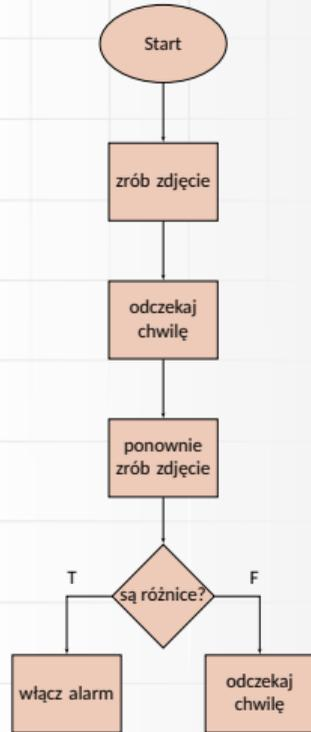 Start
zrób zdjęcie
odczekaj
chwilę
ponownie
zrób zdjęcie
są różnice?
T
F
włącz alarm
odczekaj
chwilę